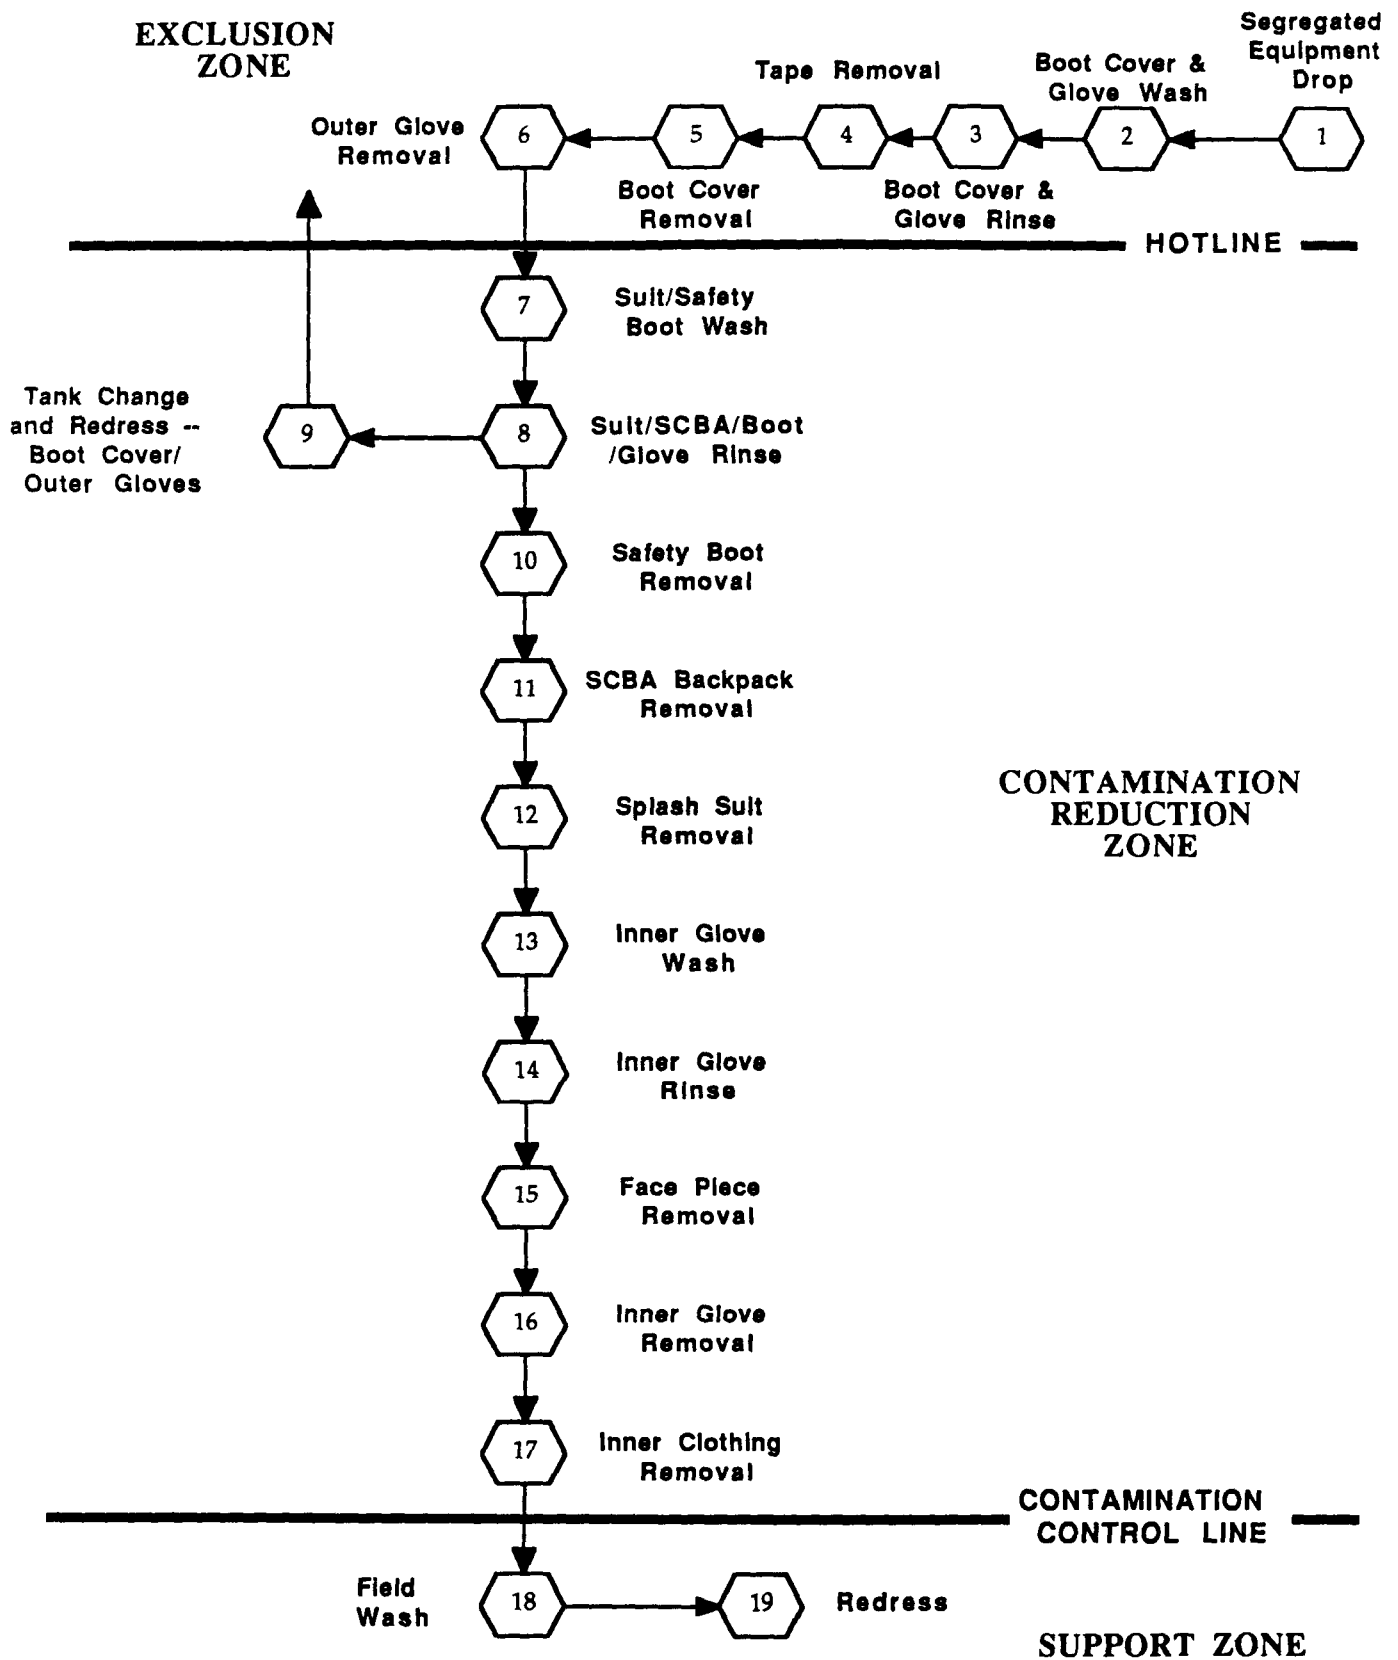 EXCLUSION
ZONE
Segregated
Equipment
Drop
Boot Cover &
Glove Wash
Tape Removal
Outer Glove
Removal
6
5
4
3
2
1
Boot Cover
Removal
Boot Cover &
Glove Rinse
HOTLINE
7
Suit/Safety
Boot Wash
Tank Change
and Redress --
Boot Cover/
Outer Gloves
9
8
Suit/SCBA/Boot
/Glove Rinse
10
Safety Boot
Removal
11
SCBA Backpack
Removal
12
Splash Suit
Removal
CONTAMINATION
REDUCTION
ZONE
13
Inner Glove
Wash
14
Inner Glove
Rinse
15
Face Piece
Removal
16
Inner Glove
Removal
17
Inner Clothing
Removal
CONTAMINATION
CONTROL LINE
Field
Wash
18
19
Redress
SUPPORT ZONE